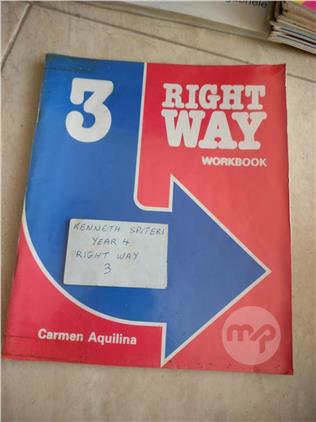 3
RIGHT
WAY
WORKBOOK
KENNETH SPITERI
YEAR 4
RIGHT WAY
3
Carmen Aquilina
mp